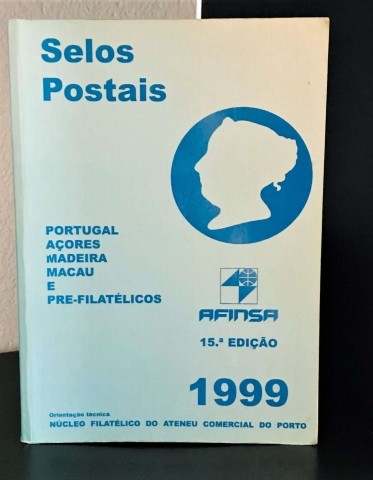 Selos
Postais
PORTUGAL
AÇORES
MADEIRA
MACAU
E
PRE-FILATÉLICOS
AFINSA
15.ª EDIÇÃO
1999
Orientação técnica
NÚCLEO FILATÉLICO DO ATENEU COMERCIAL DO PORTO